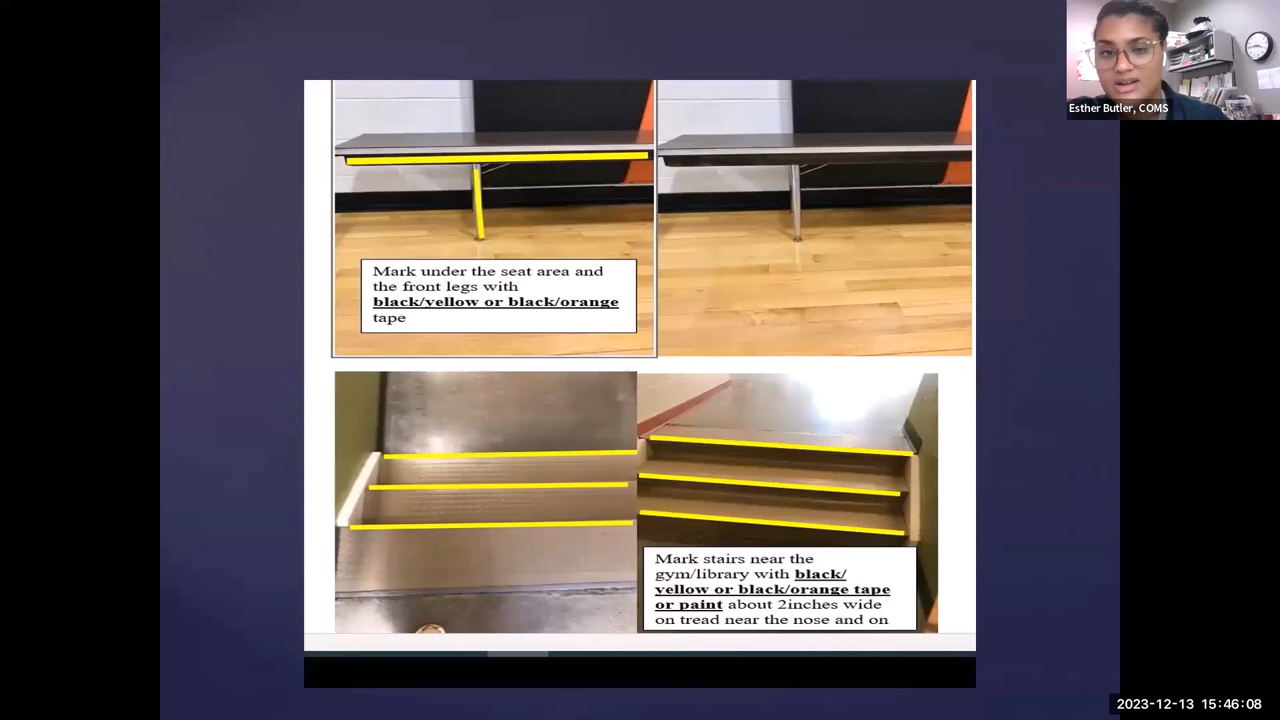 Esther Butler, COMS
Mark under the seat area and
the front legs with
black/yellow or black/orange
tape
Mark stairs near the
gym/library with black/
yellow or black/orange tape
or paint about 2inches wide
on tread near the nose and on
2023-12-13 15:46:08